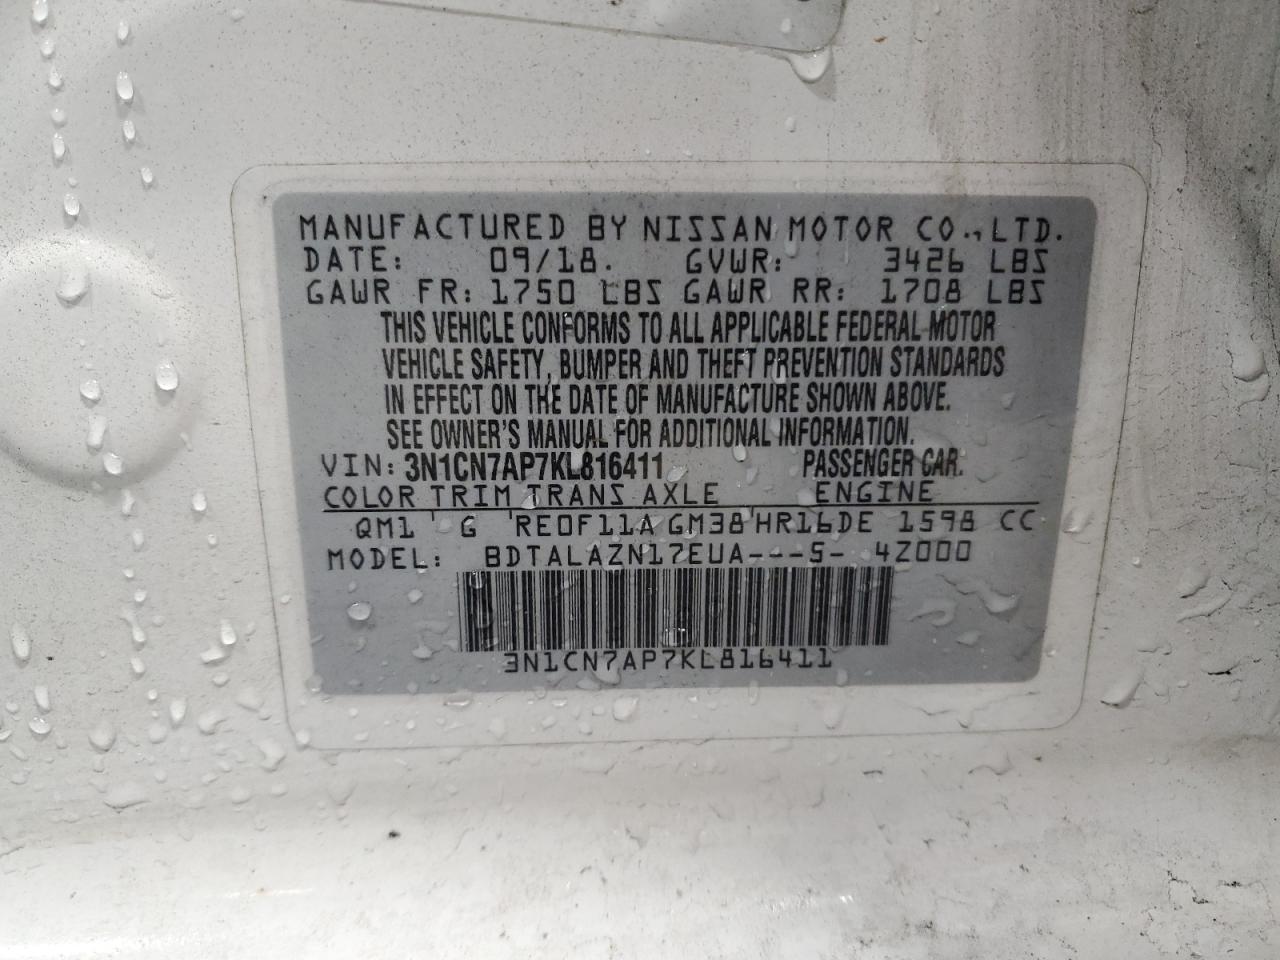 MANUFACTURED BY NISSAN MOTOR CO., LTD.
DATE: 09/18. GVWR: 3426 LBS
GAWR FR: 1750 LBS GAWR RR: 1708 LBS
THIS VEHICLE CONFORMS TO ALL APPLICABLE FEDERAL MOTOR
VEHICLE SAFETY, BUMPER AND THEFT PREVENTION STANDARDS
IN EFFECT ON THE DATE OF MANUFACTURE SHOWN ABOVE.
SEE OWNER'S MANUAL FOR ADDITIONAL INFORMATION.
VIN: 3N1CN7AP7KL816411 PASSENGER CAR.
COLOR TRIM TRANS AXLE ENGINE
QM1 ' G ' RE0F11A GM38 ' HR16DE 1598 CC
MODEL: BDTALAZN17EUA---S- 4Z000
3N1CN7AP7KL816411